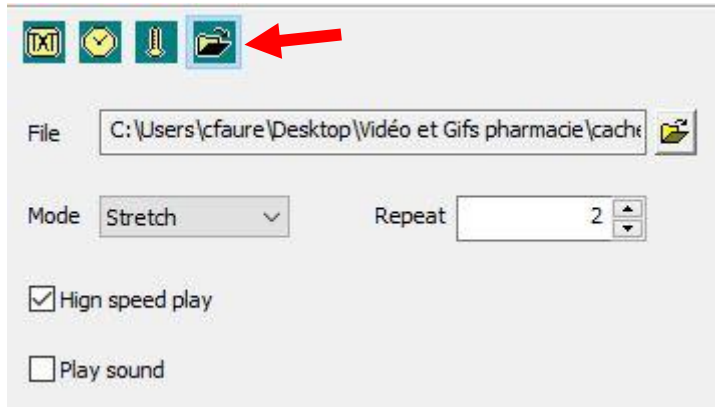 TXT
File C:\Users\cfaure\Desktop\Vidéo et Gifs pharmacie\cache
Mode Stretch Repeat 2
Hign speed play
Play sound